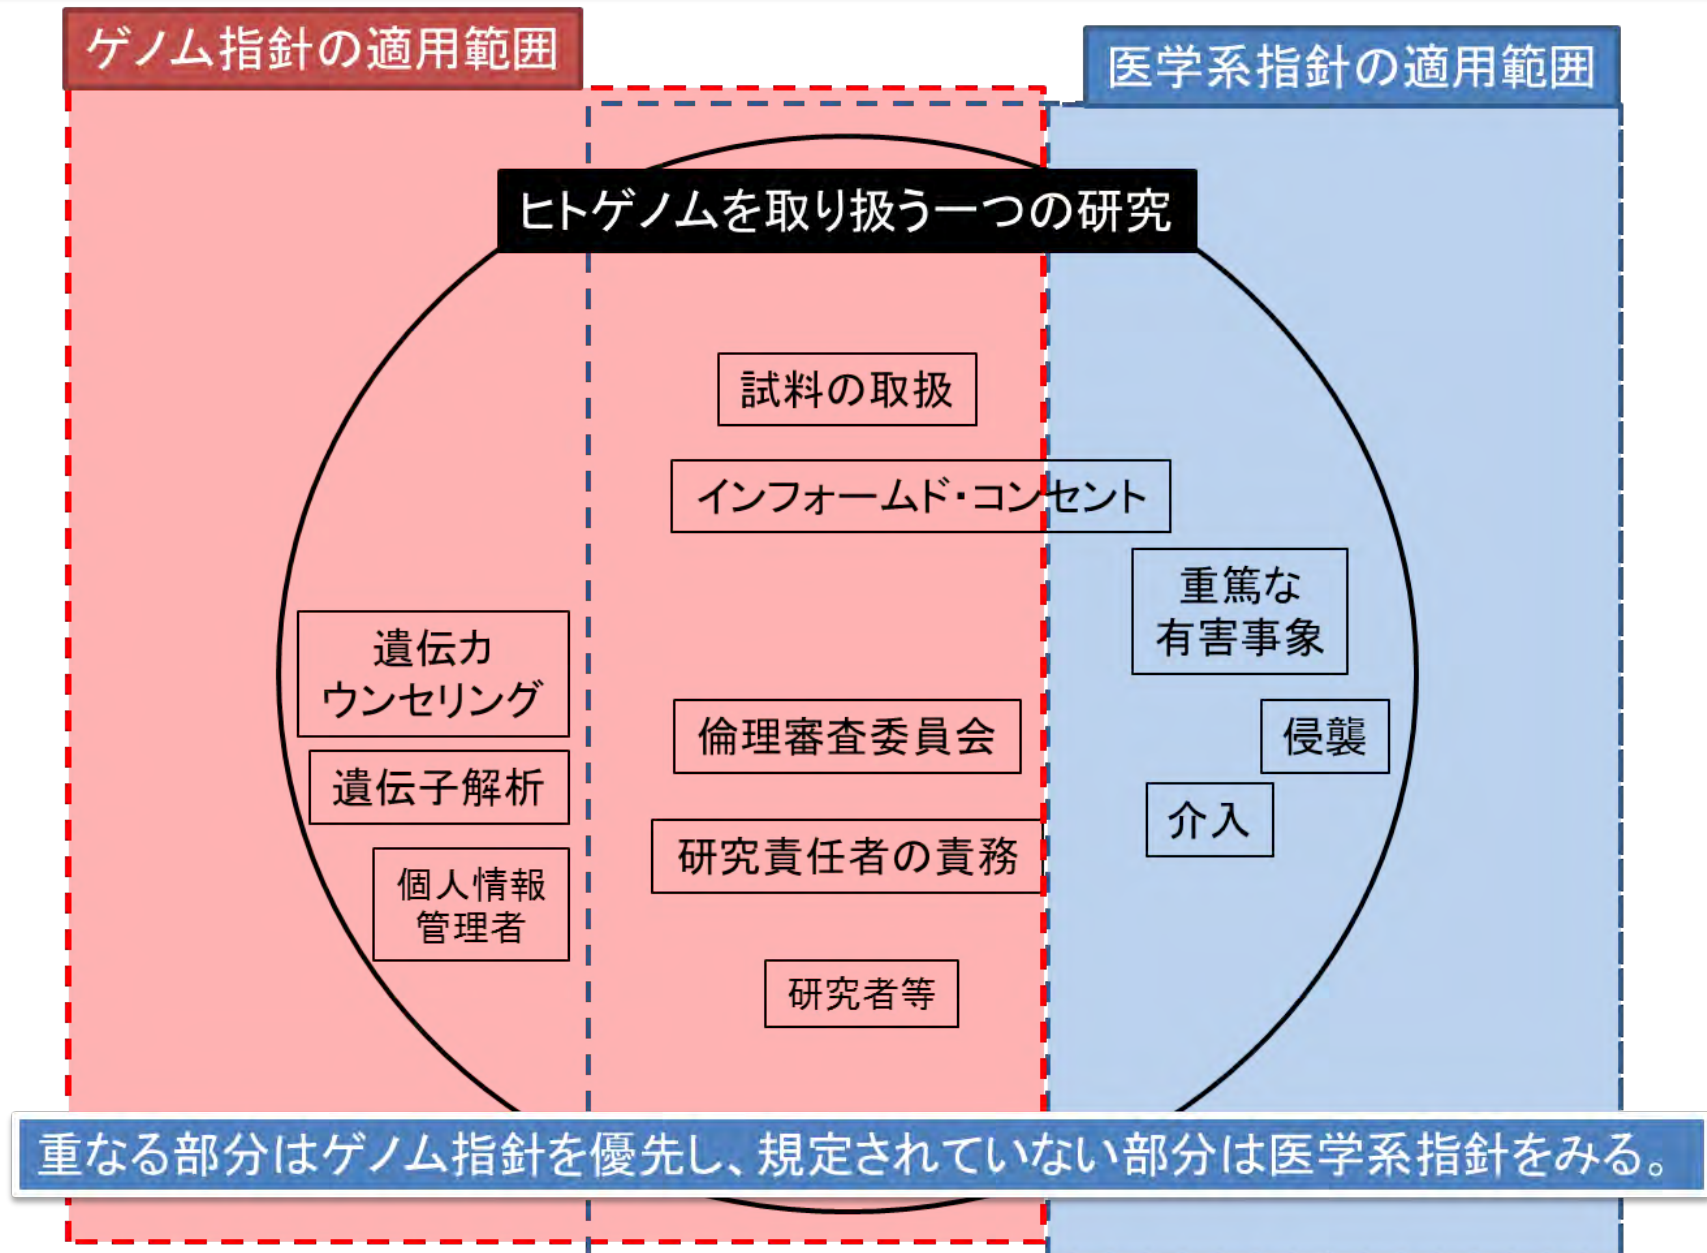 ゲノム指針の適用範囲
医学系指針の適用範囲
ヒトゲノムを取り扱う一つの研究
試料の取扱
インフォームド・コンセント
重篤な
有害事象
遺伝カ
ウンセリング
倫理審査委員会
侵襲
遺伝子解析
介入
研究責任者の責務
個人情報
管理者
研究者等
重なる部分はゲノム指針を優先し、規定されていない部分は医学系指針をみる。